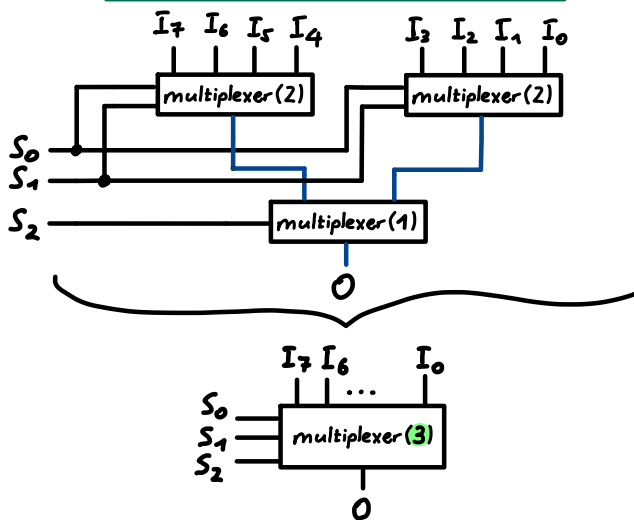 I7 I6 I5 I4 I3 I2 I1 I0
multiplexer(2) multiplexer(2)
S0
S1
S2 multiplexer(1)
O
I7 I6 ... I0
S0
S1 multiplexer(3)
S2
O